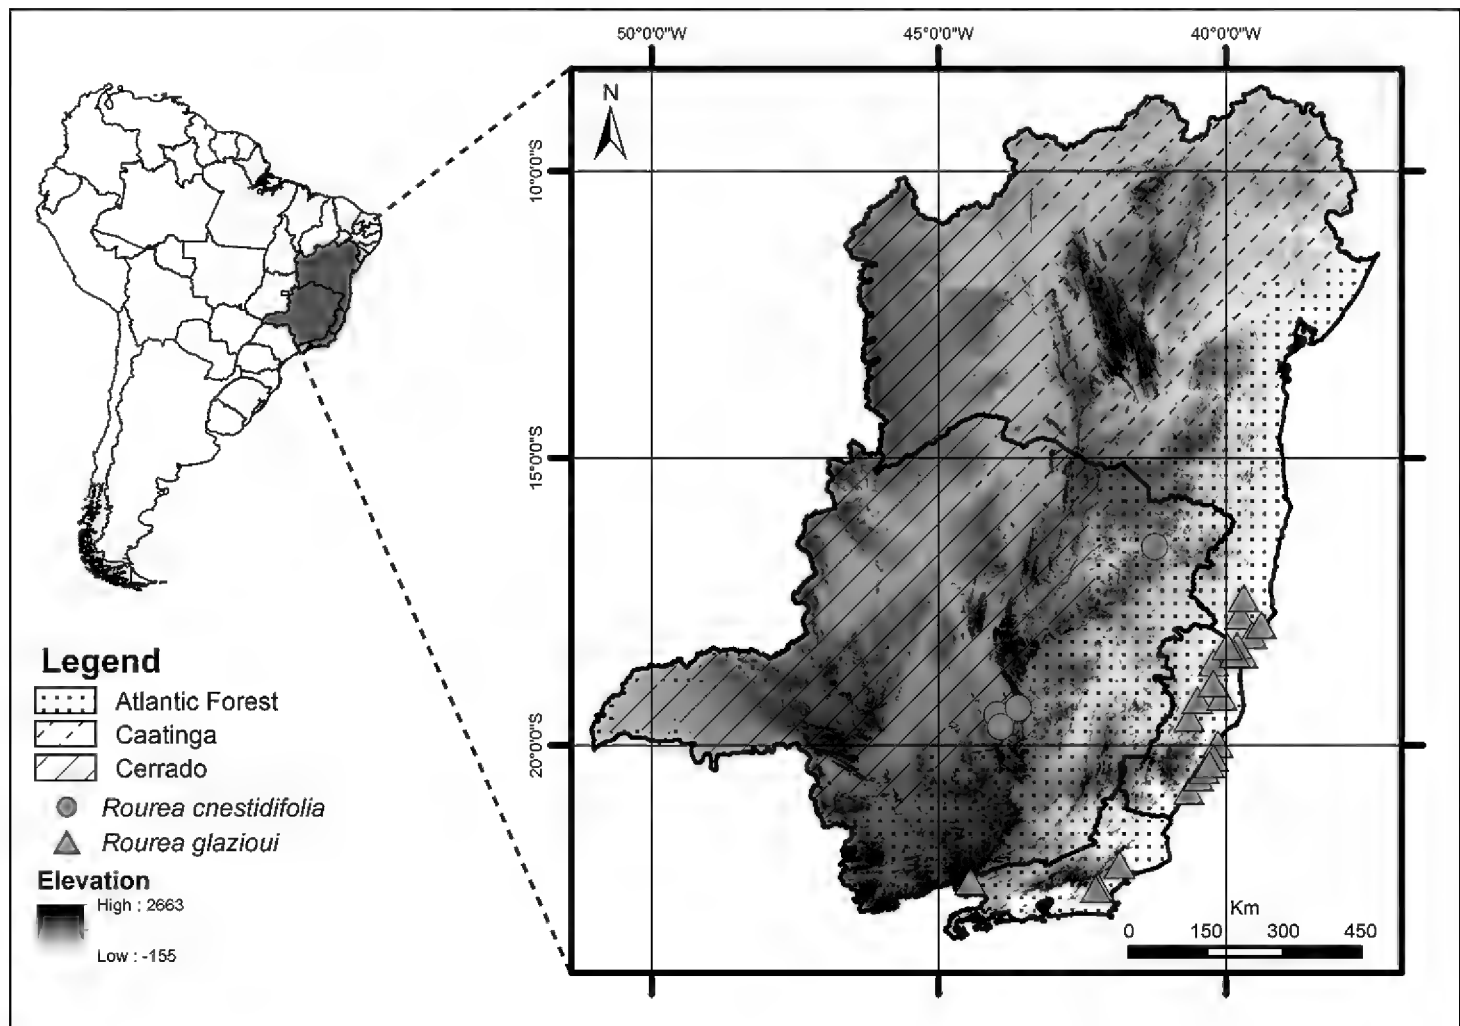 50°0'0"W
45°0'0"W
40°0'0"W
N
10°0'0"S
15°0'0"S
20°0'0"S
Legend
Atlantic Forest
Caatinga
Cerrado
Rourea cnestidifolia
Rourea glazioui
Elevation
High : 2663
Low : -155
Km
0 150 300 450